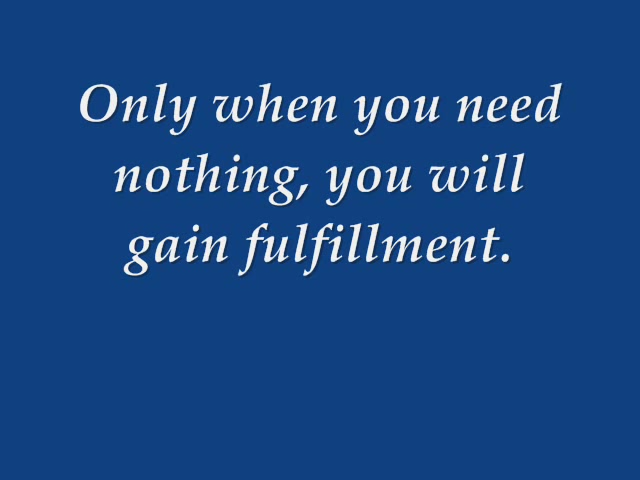 Only when you need
nothing, you will
gain fulfillment.